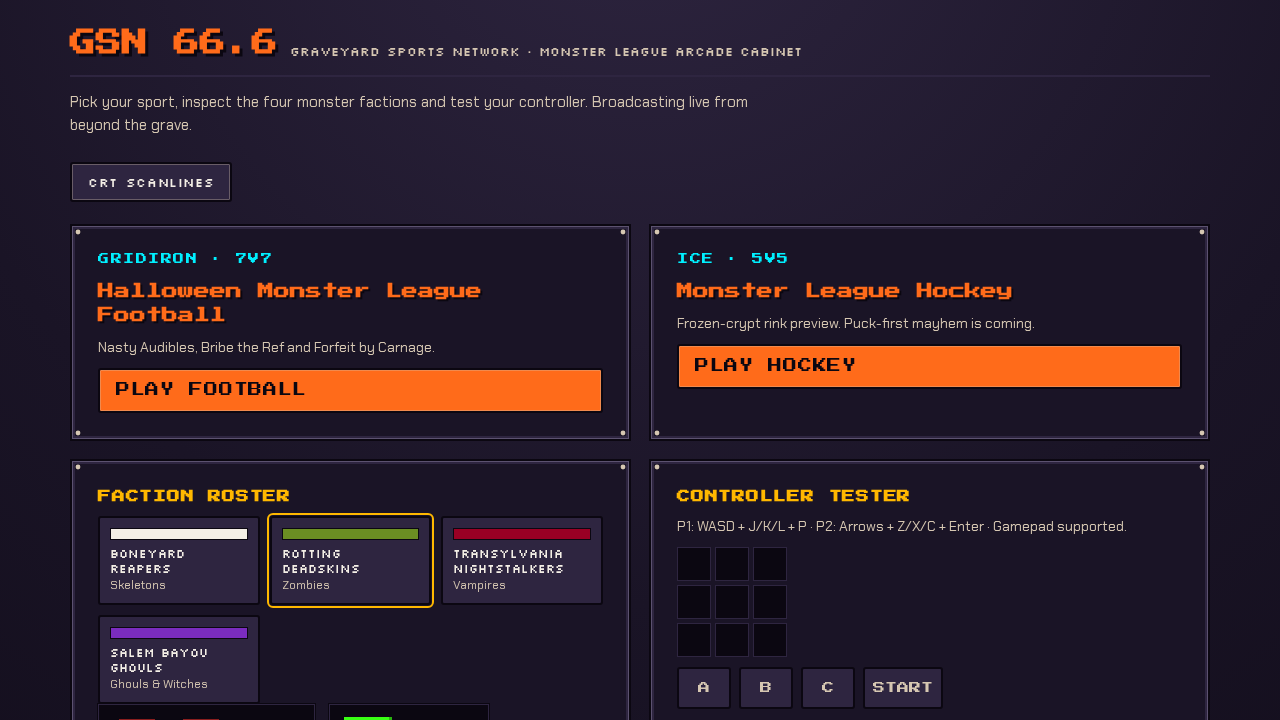 GSN 66.6 GRAVEYARD SPORTS NETWORK · MONSTER LEAGUE ARCADE CABINET
Pick your sport, inspect the four monster factions and test your controller. Broadcasting live from
beyond the grave.
CRT SCANLINES
GRIDIRON · 7V7
Halloween Monster League
Football
Nasty Audibles, Bribe the Ref and Forfeit by Carnage.
PLAY FOOTBALL
ICE · 5V5
Monster League Hockey
Frozen-crypt rink preview. Puck-first mayhem is coming.
PLAY HOCKEY
FACTION ROSTER
BONEYARD
REAPERS
Skeletons
ROTTING
DEADSKINS
Zombies
TRANSYLVANIA
NIGHTSTALKERS
Vampires
SALEM BAYOU
GHOULS
Ghouls & Witches
CONTROLLER TESTER
P1: WASD + J/K/L + P · P2: Arrows + Z/X/C + Enter · Gamepad supported.
A B C START